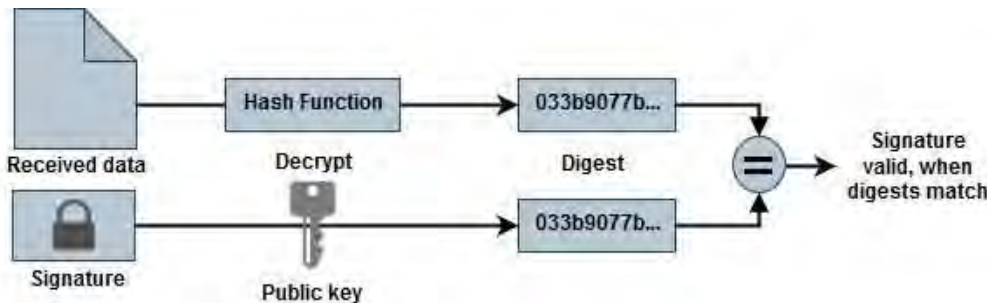 Hash Function
033b9077b...
Received data
Decrypt
Digest
Signature
valid, when
digests match
033b9077b...
Signature
Public key